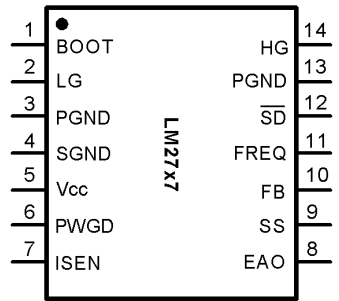 1 BOOT HG 14
2 LG PGND 13
3 PGND S̅D̅ 12
4 SGND FREQ 11
5 Vcc FB 10
6 PWGD SS 9
7 ISEN EAO 8
LM27x7